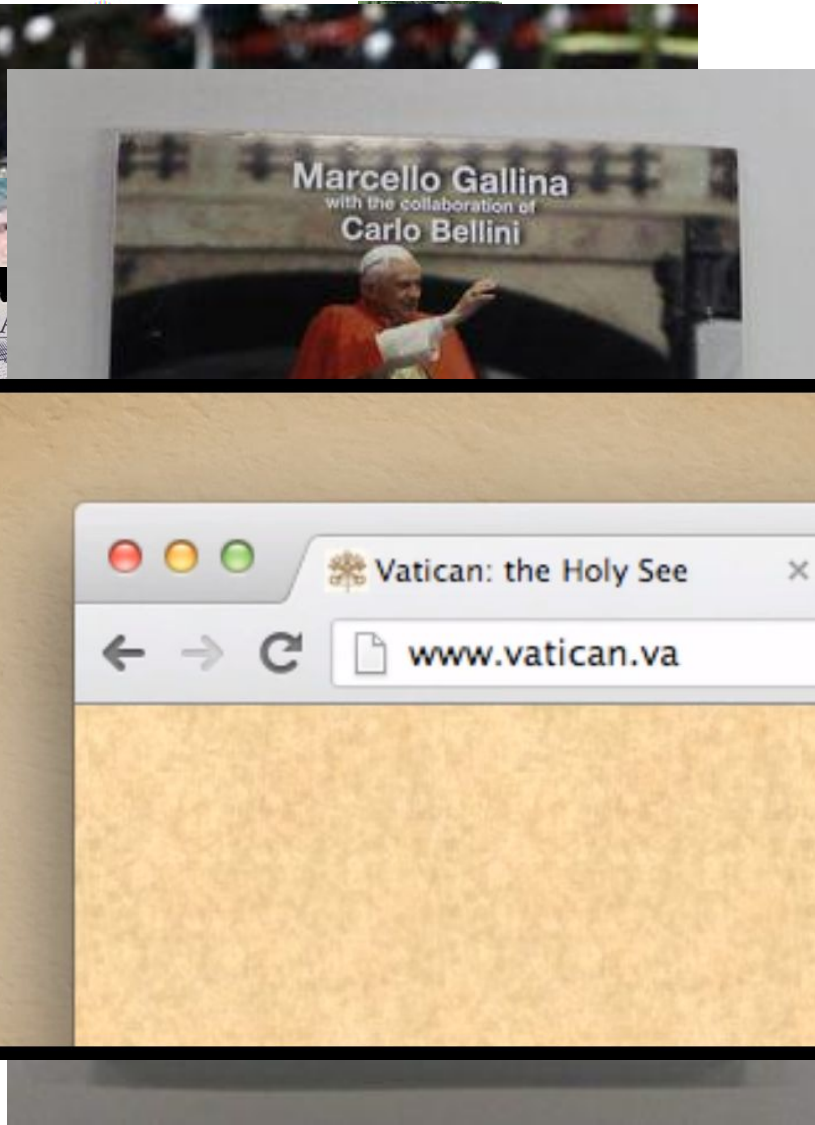 Marcello Gallina
with the collaboration of
Carlo Bellini
Vatican: the Holy See
www.vatican.va